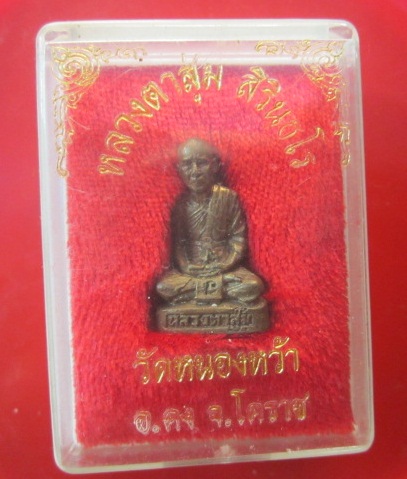 หลวงตาสุ่ม สิรินฺธโร
หลวงตาสุ่ม
วัดหนองหว้า
อ.คง จ.โคราช